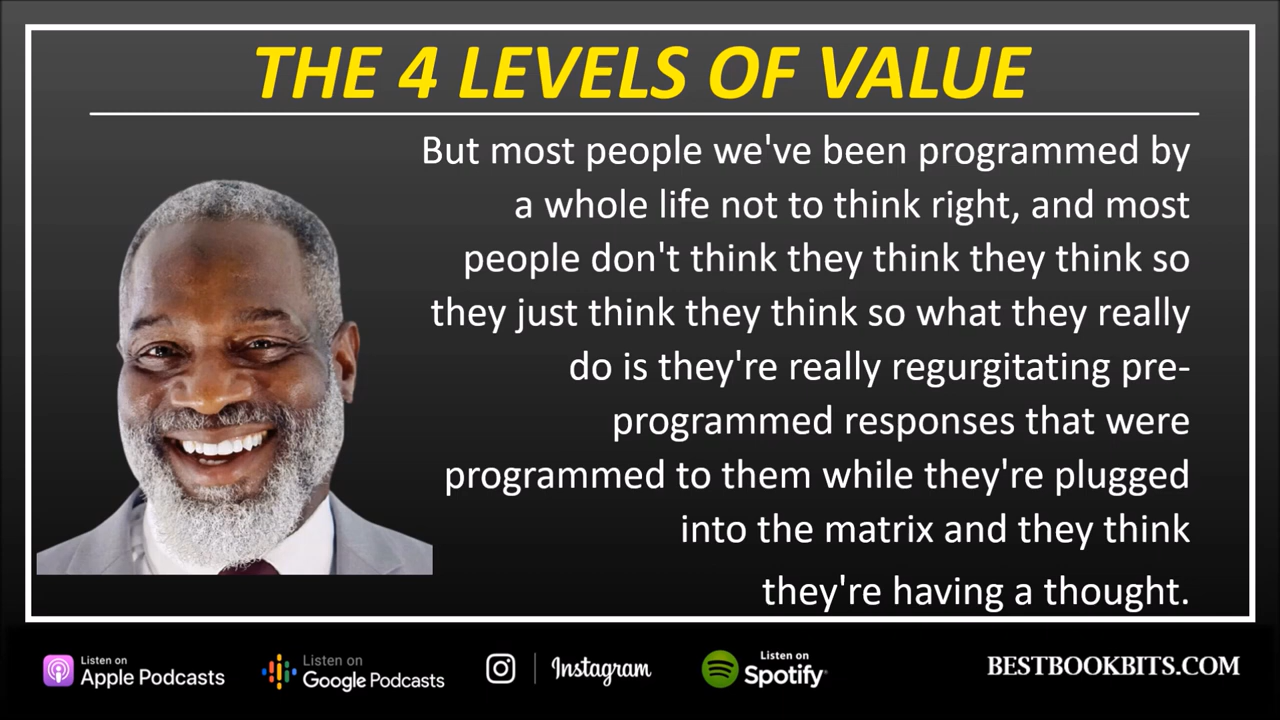 THE 4 LEVELS OF VALUE
But most people we've been programmed by
a whole life not to think right, and most
people don't think they think they think so
they just think they think so what they really
do is they're really regurgitating pre-
programmed responses that were
programmed to them while they're plugged
into the matrix and they think
they're having a thought.
Listen on
Apple Podcasts
Listen on
Google Podcasts
Instagram
Listen on
Spotify
BESTBOOKBITS.COM